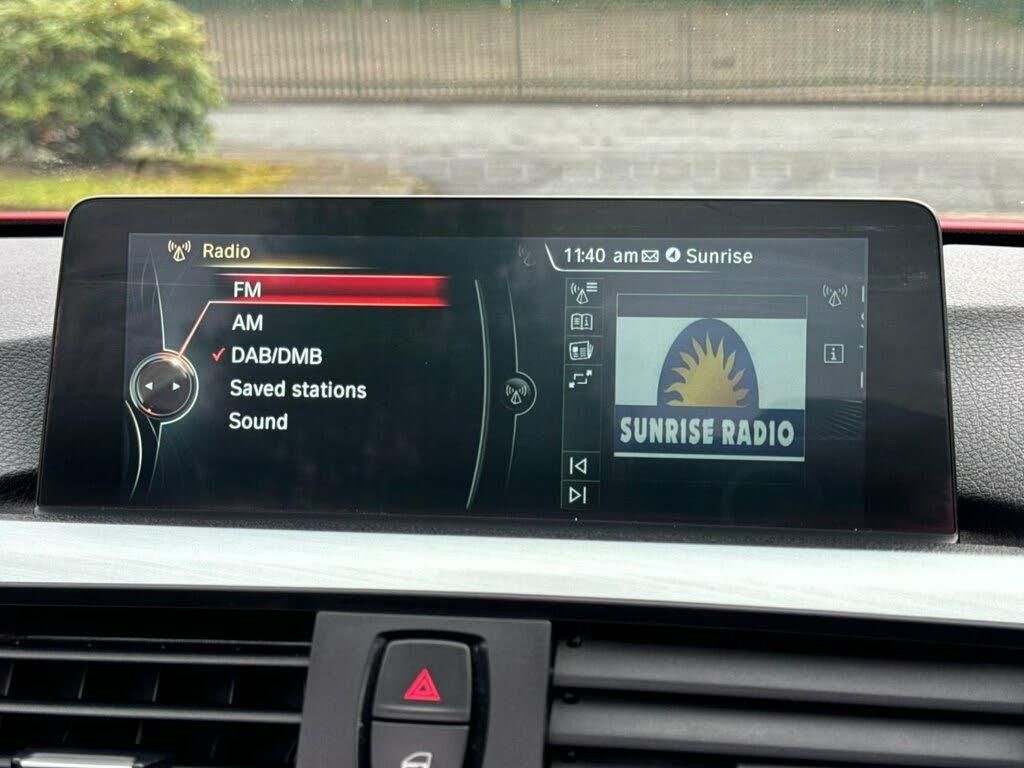 Radio
FM
AM
DAB/DMB
Saved stations
Sound
11:40 am Sunrise
SUNRISE RADIO